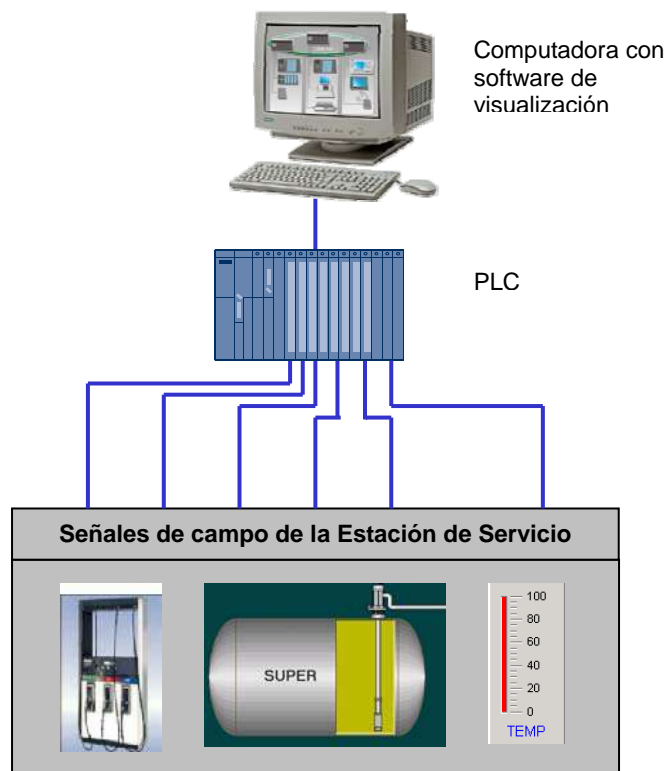 Computadora con
software de
visualización
PLC
Señales de campo de la Estación de Servicio
SUPER
100
80
60
40
20
0
TEMP